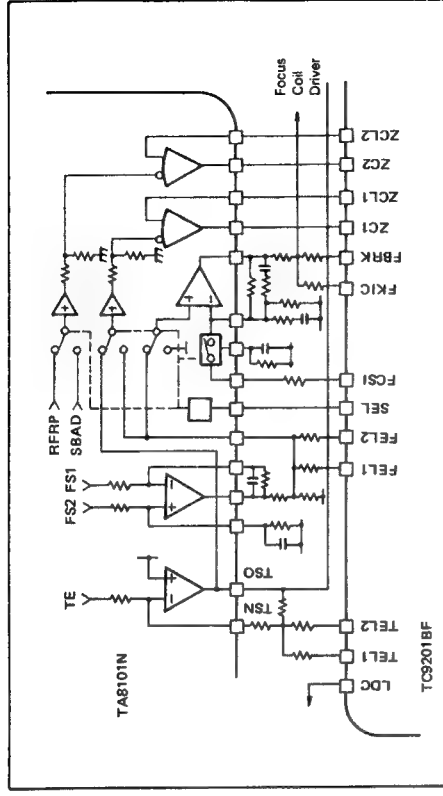 TA8101N
TE
FS2
FS1
RFRP
SBAD
TSN
TSO
Focus
Coil
Driver
LDC
TEL1
TEL2
FEL1
FEL2
SEL
FCSI
FKIC
FBRK
ZC1
ZCL1
ZC2
ZCL2
TC9201BF